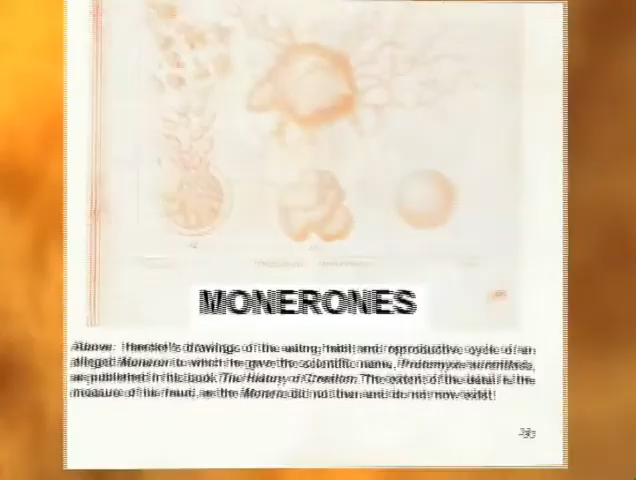 MONERONES
Above: Haeckel's drawings of the eating habit and reproductive cycle of an
alleged Moneron to which he gave the scientific name, Protomyxa aurantiaca,
as published in his book The History of Creation. The extent of the detail is the
measure of his fraud, as the Monera did not then and do not now exist!